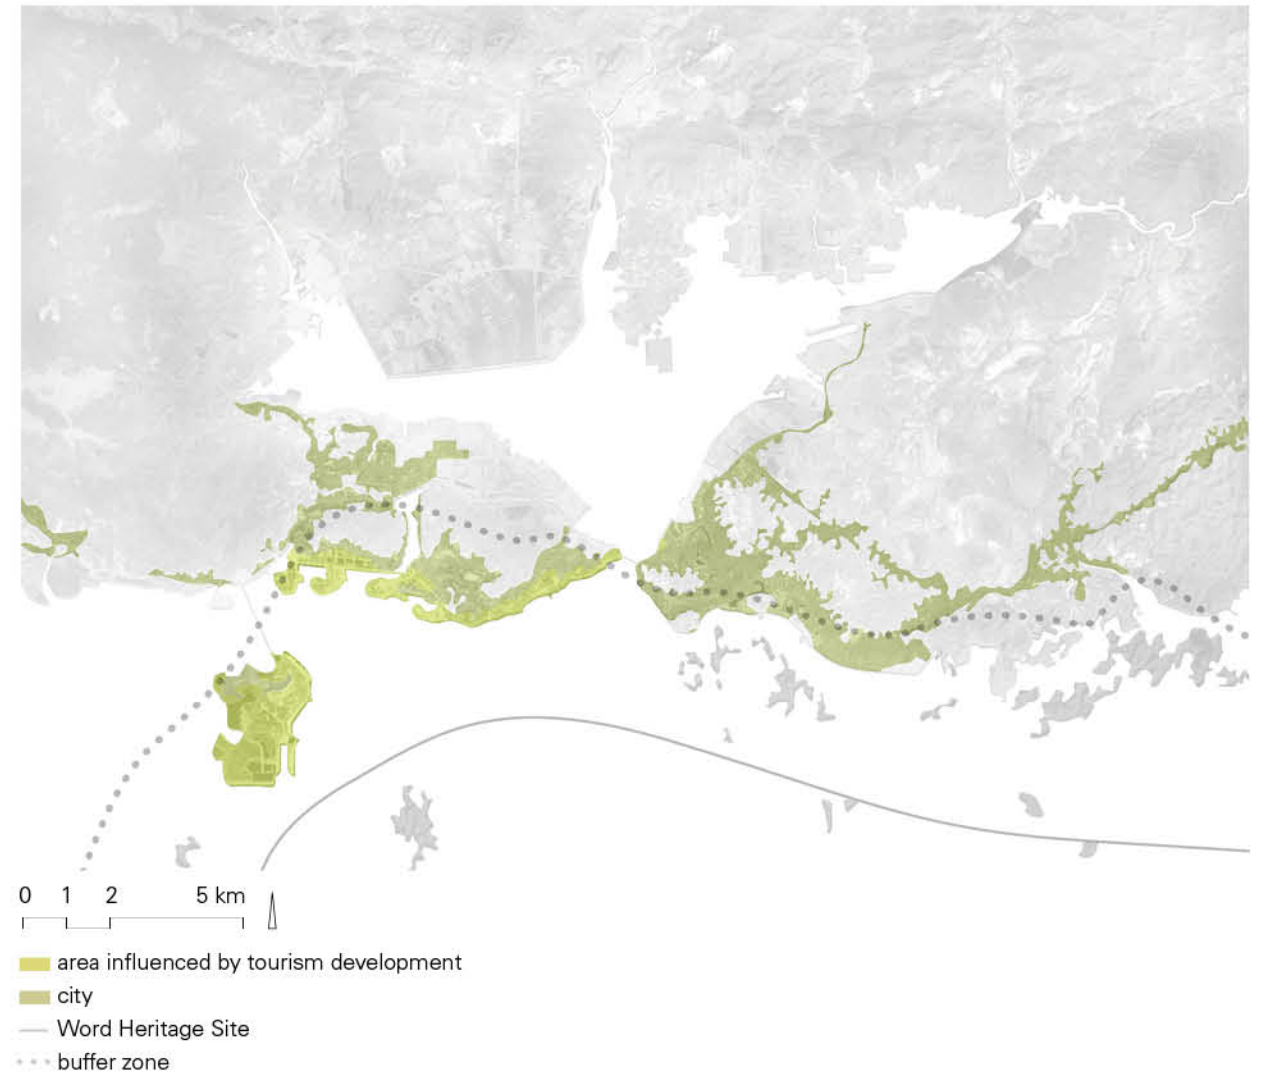 0 1 2 5 km
area influenced by tourism development
city
Word Heritage Site
buffer zone